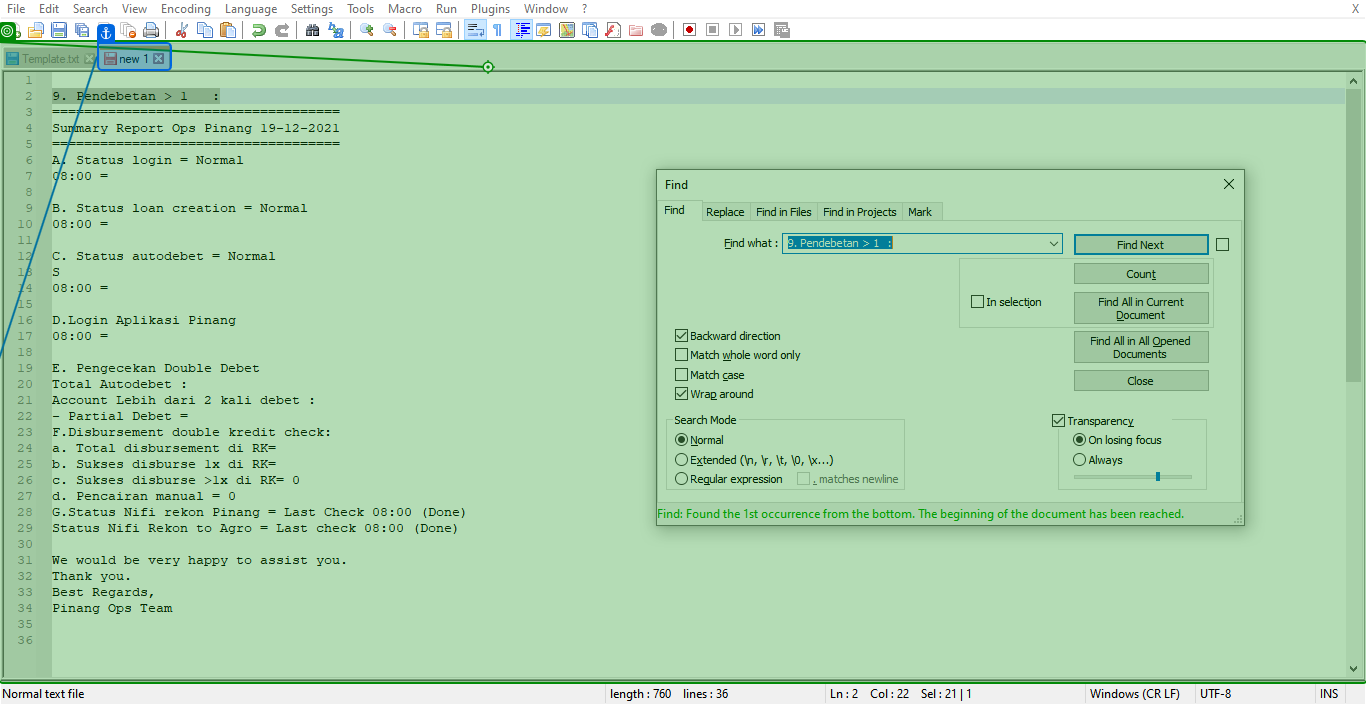 File Edit Search View Encoding Language Settings Tools Macro Run Plugins Window ? X
Template.txt new 1
1
2 9. Pendebetan > 1   :
3 ====================================
4 Summary Report Ops Pinang 19-12-2021
5 ====================================
6 A. Status login = Normal
7 08:00 =
8
9 B. Status loan creation = Normal
10 08:00 =
11
12 C. Status autodebet = Normal
13 S
14 08:00 =
15
16 D.Login Aplikasi Pinang
17 08:00 =
18
19 E. Pengecekan Double Debet
20 Total Autodebet :
21 Account Lebih dari 2 kali debet :
22 - Partial Debet =
23 F.Disbursement double kredit check:
24 a. Total disbursement di RK=
25 b. Sukses disburse 1x di RK=
26 c. Sukses disburse >1x di RK= 0
27 d. Pencairan manual = 0
28 G.Status Nifi rekon Pinang = Last Check 08:00 (Done)
29 Status Nifi Rekon to Agro = Last check 08:00 (Done)
30
31 We would be very happy to assist you.
32 Thank you.
33 Best Regards,
34 Pinang Ops Team
35
36
Find
Find Replace Find in Files Find in Projects Mark
Find what : 9. Pendebetan > 1   : Find Next
Count
In selection
Find All in Current
Document
Find All in All Opened
Documents
Close
Backward direction
Match whole word only
Match case
Wrap around
Search Mode
Normal
Extended (\n, \r, \t, \0, \x...)
Regular expression . matches newline
Transparency
On losing focus
Always
Find: Found the 1st occurrence from the bottom. The beginning of the document has been reached.
Normal text file length : 760 lines : 36 Ln : 2 Col : 22 Sel : 21 | 1 Windows (CR LF) UTF-8 INS